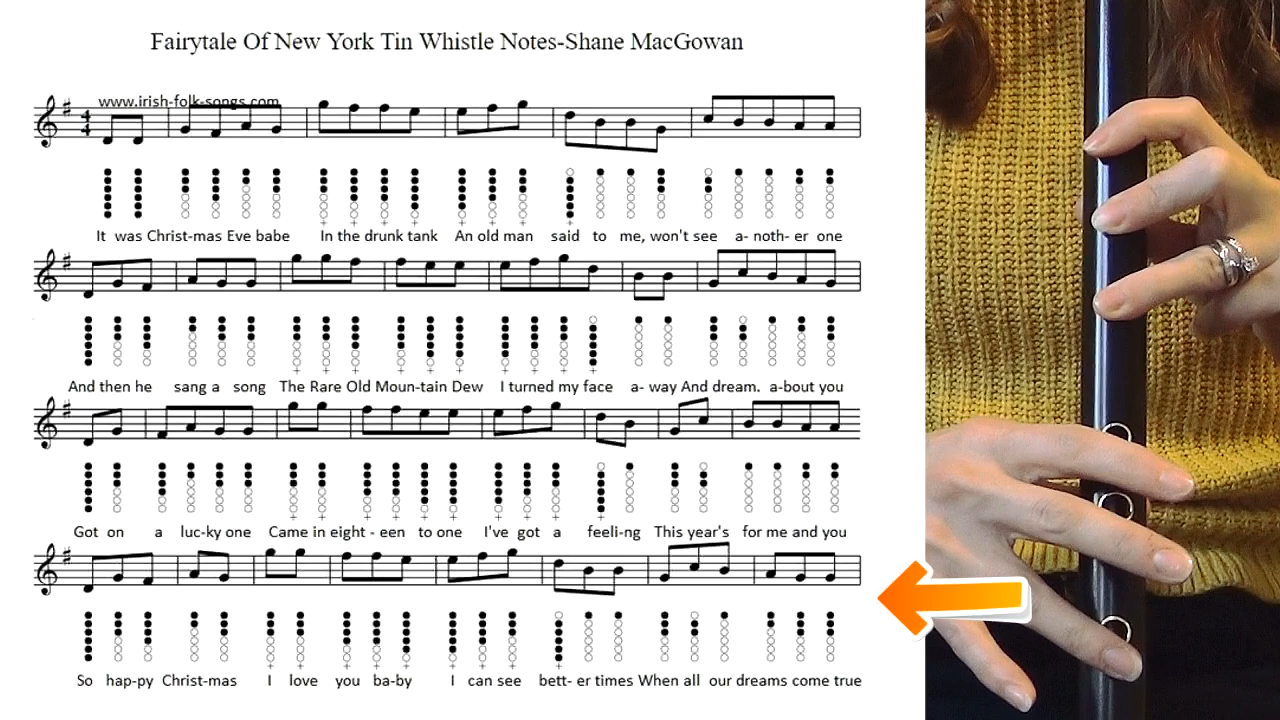 Fairytale Of New York Tin Whistle Notes-Shane MacGowan
www.irish-folk-songs.com
4
4
It was Christ-mas Eve babe In the drunk tank An old man said to me, won't see a- noth- er one
And then he sang a song The Rare Old Moun-tain Dew I turned my face a- way And dream. a-bout you
Got on a luc-ky one Came in eight - een to one I've got a feeli-ng This year's for me and you
So hap-py Christ-mas I love you ba-by I can see bett- er times When all our dreams come true